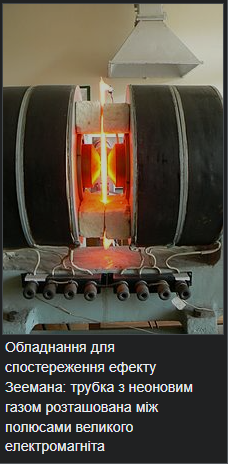 Обладнання для
спостереження ефекту
Зеемана: трубка з неоновим
газом розташована між
полюсами великого
електромагніта